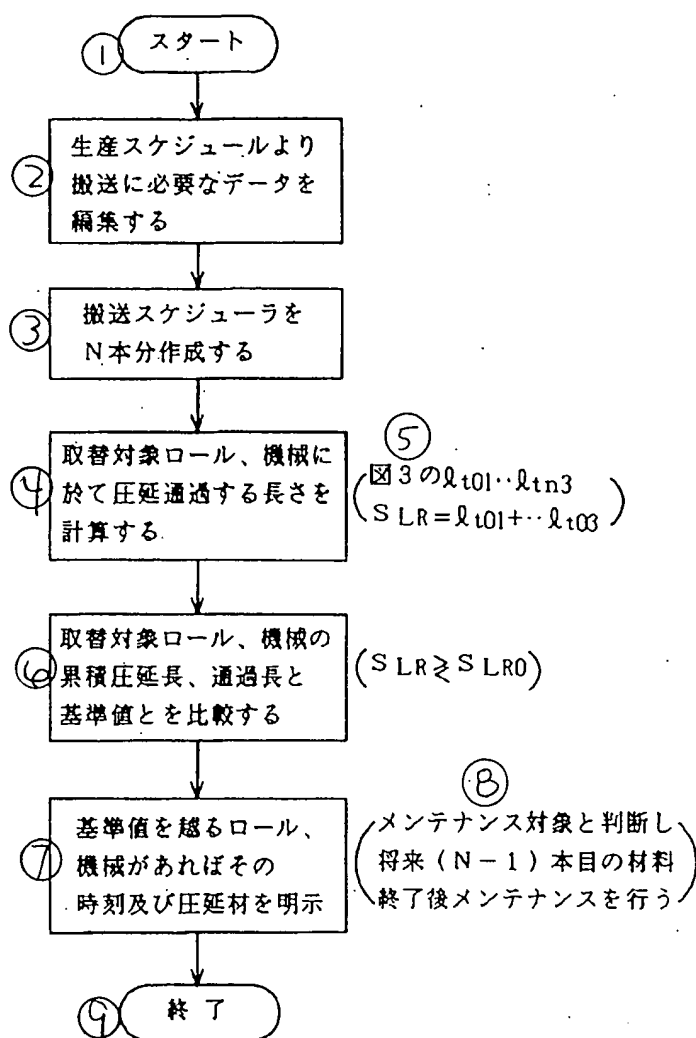 ① スタート
② 生産スケジュールより
搬送に必要なデータを
編集する
③ 搬送スケジューラを
N本分作成する
④ 取替対象ロール、機械に
於て圧延通過する長さを
計算する
⑤
図3のℓt01‥ℓtn3
SLR=ℓt01+‥ℓt03
⑥ 取替対象ロール、機械の
累積圧延長、通過長と
基準値とを比較する
(SLR≷SLR0)
⑦ 基準値を越るロール、
機械があればその
時刻及び圧延材を明示
⑧
メンテナンス対象と判断し
将来(N-1)本目の材料
終了後メンテナンスを行う
⑨ 終了